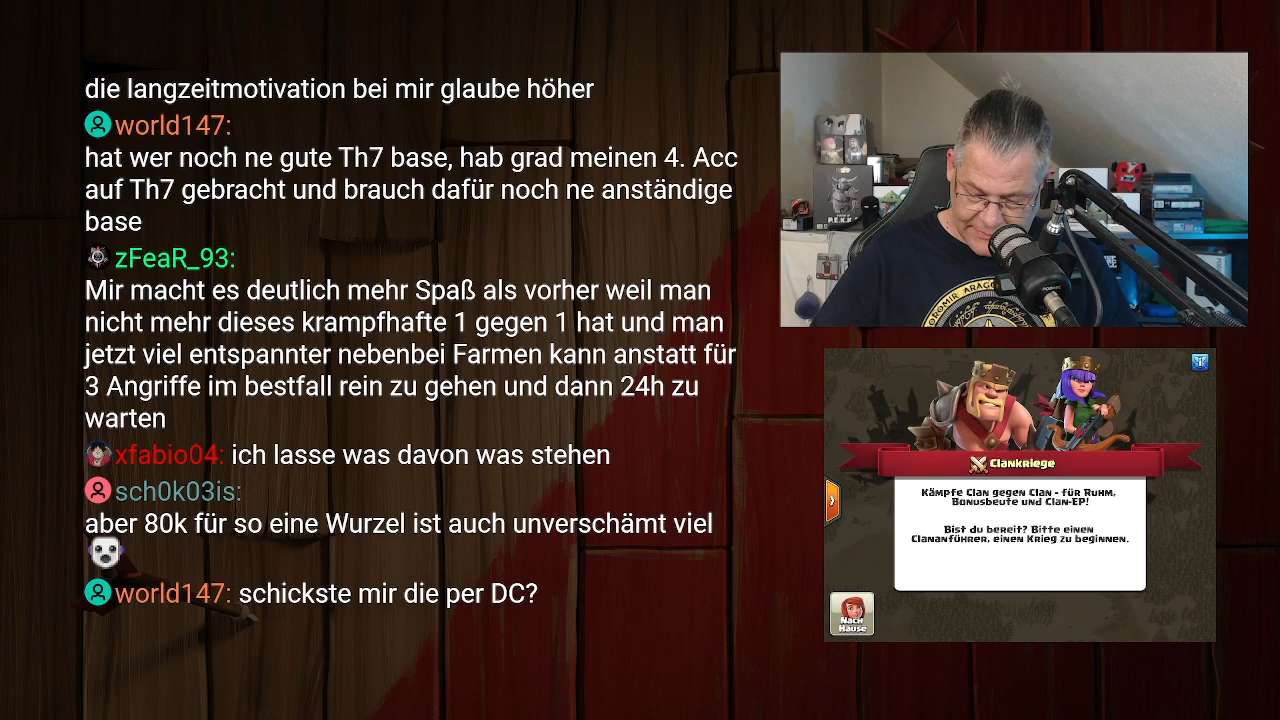 die langzeitmotivation bei mir glaube höher
world147:
hat wer noch ne gute Th7 base, hab grad meinen 4. Acc
auf Th7 gebracht und brauch dafür noch ne anständige
base
zFeaR_93:
Mir macht es deutlich mehr Spaß als vorher weil man
nicht mehr dieses krampfhafte 1 gegen 1 hat und man
jetzt viel entspannter nebenbei Farmen kann anstatt für
3 Angriffe im bestfall rein zu gehen und dann 24h zu
warten
xfabio04: ich lasse was davon was stehen
sch0k03is:
aber 80k für so eine Wurzel ist auch unverschämt viel
world147: schickste mir die per DC?
P.E.K.K.A
BOROMIR ARAGO
Clankriege
Kämpfe Clan gegen Clan - für Ruhm,
Bonusbeute und Clan-EP!
Bist du bereit? Bitte einen
Clananführer, einen Krieg zu beginnen.
Nach
Hause